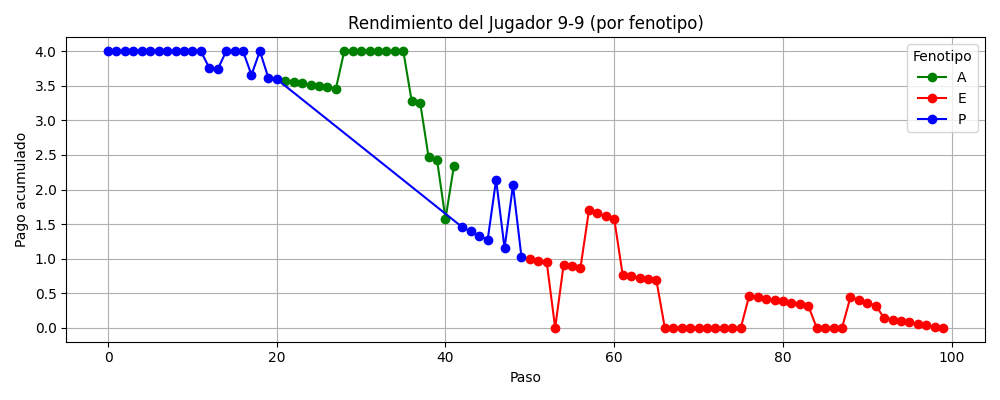 Rendimiento del Jugador 9-9 (por fenotipo)
Pago acumulado
4.0
3.5
3.0
2.5
2.0
1.5
1.0
0.5
0.0
Fenotipo
A
E
P
0 20 40 60 80 100
Paso